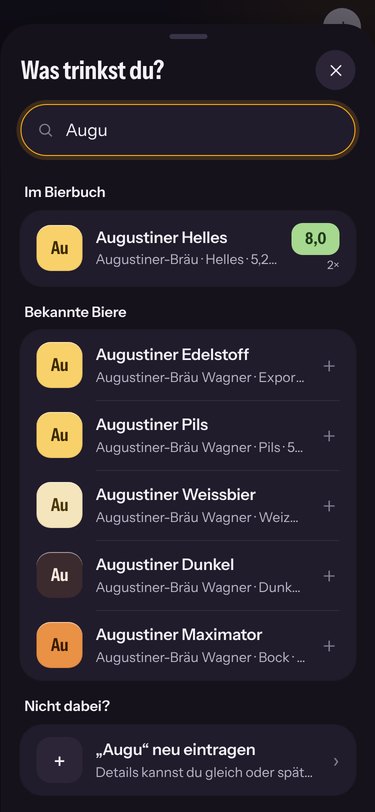 Was trinkst du?
Augu
Im Bierbuch
Au
Augustiner Helles
Augustiner-Bräu · Helles · 5,2...
8,0
2×
Bekannte Biere
Au
Augustiner Edelstoff
Augustiner-Bräu Wagner · Expor...
Au
Augustiner Pils
Augustiner-Bräu Wagner · Pils · 5...
Au
Augustiner Weissbier
Augustiner-Bräu Wagner · Weiz...
Au
Augustiner Dunkel
Augustiner-Bräu Wagner · Dunk...
Au
Augustiner Maximator
Augustiner-Bräu Wagner · Bock · ...
Nicht dabei?
„Augu“ neu eintragen
Details kannst du gleich oder spät...